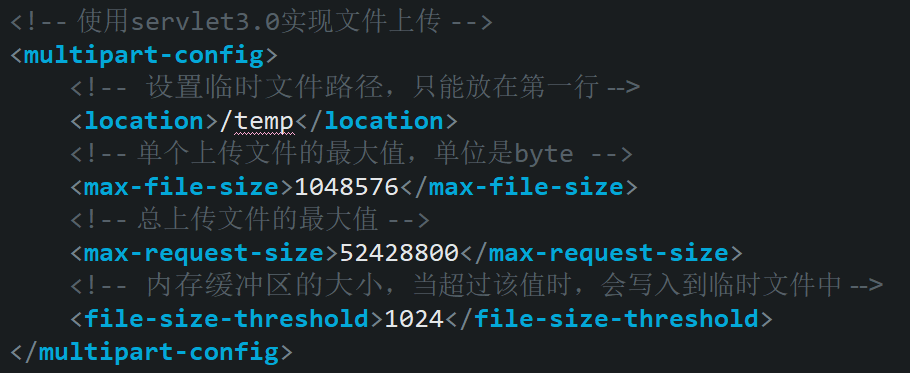 <!-- 使用servlet3.0实现文件上传 -->
<multipart-config>
<!-- 设置临时文件路径，只能放在第一行 -->
<location>/temp</location>
<!-- 单个上传文件的最大值，单位是byte -->
<max-file-size>1048576</max-file-size>
<!-- 总上传文件的最大值 -->
<max-request-size>52428800</max-request-size>
<!-- 内存缓冲区的大小，当超过该值时，会写入到临时文件中 -->
<file-size-threshold>1024</file-size-threshold>
</multipart-config>